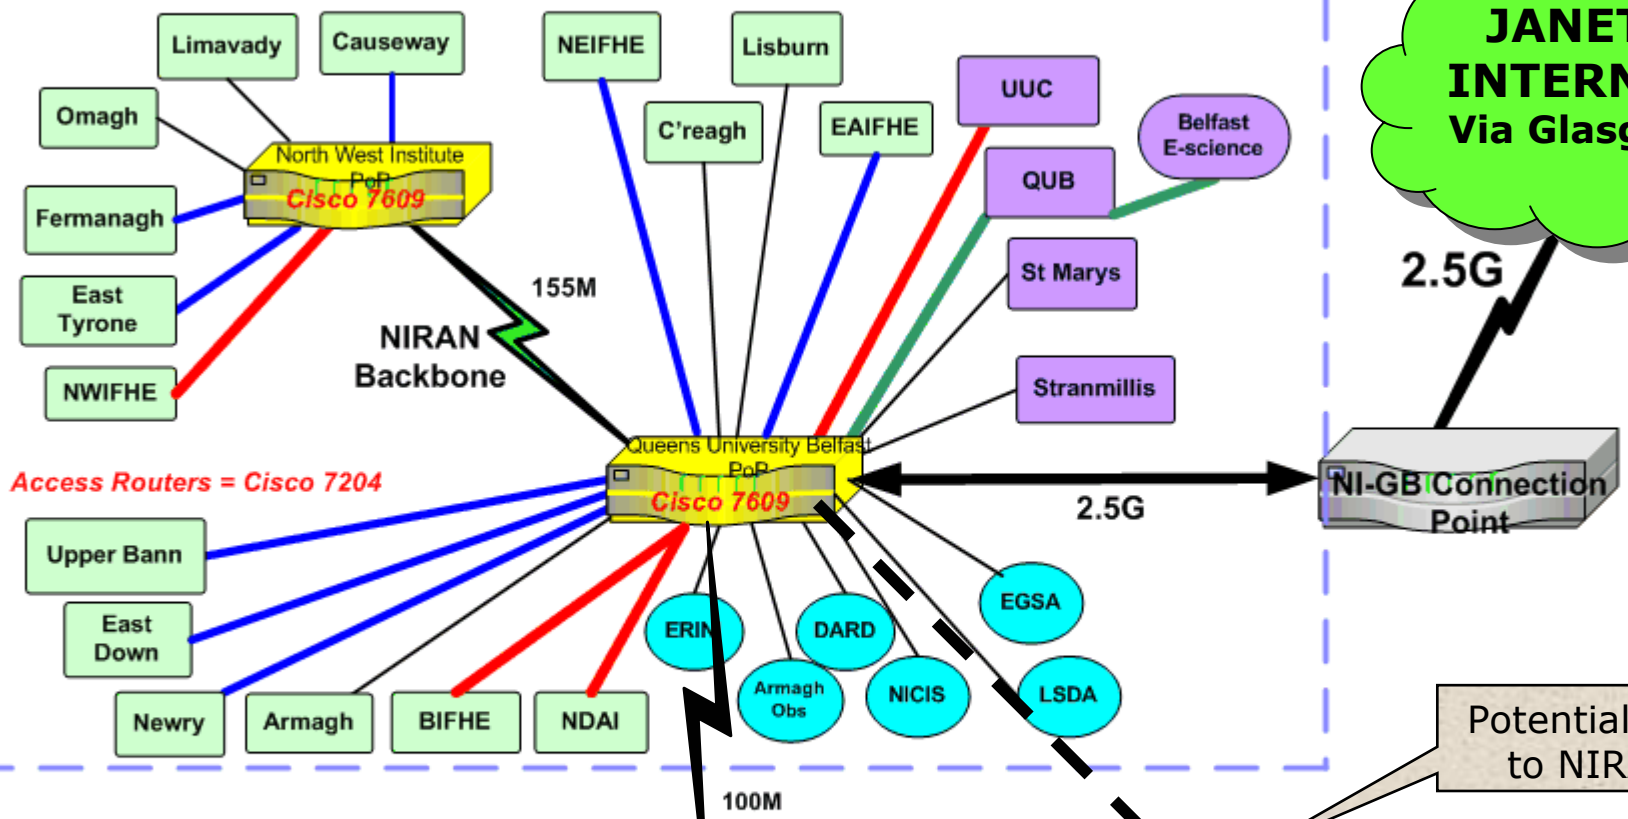 JANET
INTERN
Via Glasg
Limavady
Causeway
NEIFHE
Lisburn
UUC
Omagh
C'reagh
EAIFHE
Belfast
E-science
North West Institute
PoP
Cisco 7609
QUB
Fermanagh
St Marys
2.5G
East
Tyrone
155M
NIRAN
Backbone
NWIFHE
Stranmillis
Queens University Belfast
PoP
Cisco 7609
Access Routers = Cisco 7204
2.5G
NI-GB Connection
Point
Upper Bann
East
Down
ERIN
DARD
EGSA
Armagh
Obs
NICIS
LSDA
Newry
Armagh
BIFHE
NDAI
Potential
to NIR
100M